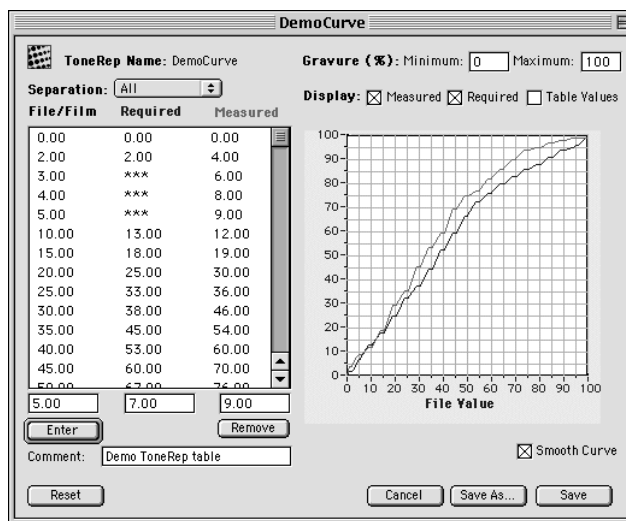 DemoCurve
ToneRep Name: DemoCurve
Gravure (%): Minimum: 0 Maximum: 100
Separation: All
Display: Measured Required Table Values
File/Film Required Measured
0.00 0.00 0.00
2.00 2.00 4.00
3.00 *** 6.00
4.00 *** 8.00
5.00 *** 9.00
10.00 13.00 12.00
15.00 18.00 19.00
20.00 25.00 30.00
25.00 33.00 36.00
30.00 38.00 46.00
35.00 45.00 54.00
40.00 53.00 60.00
45.00 60.00 70.00
50.00 67.00 76.00
5.00 7.00 9.00
Enter Remove
Comment: Demo ToneRep table
Reset
100
90
80
70
60
50
40
30
20
10
0
0 10 20 30 40 50 60 70 80 90 100
File Value
Smooth Curve
Cancel Save As... Save